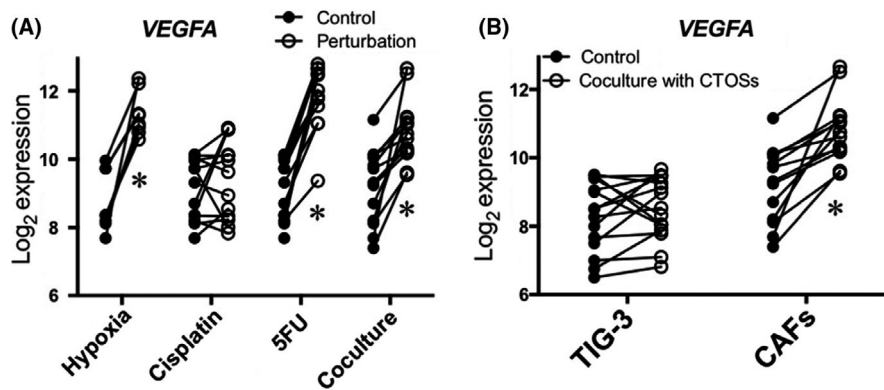 (A)
VEGFA
Control
Perturbation
Log2 expression
12
10
8
6
*
*
*
Hypoxia
Cisplatin
5FU
Coculture
(B)
VEGFA
Control
Coculture with CTOSs
Log2 expression
12
10
8
6
*
TIG-3
CAFs